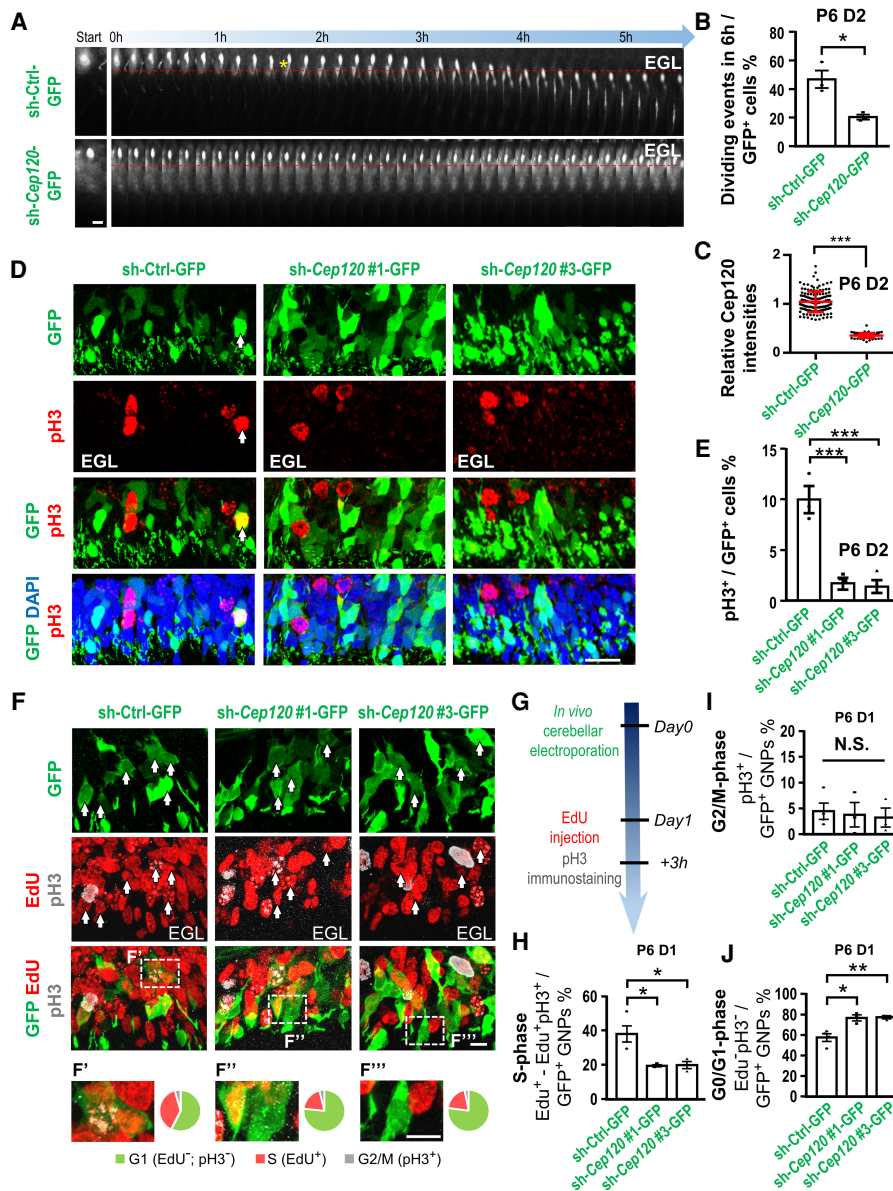 A
Start 0h 1h 2h 3h 4h 5h
sh-Ctrl-GFP
EGL
*
sh-Cep120-GFP
EGL
B
P6 D2
*
Dividing events in 6h / GFP+ cells %
80
60
40
20
0
sh-Ctrl-GFP
sh-Cep120-GFP
C
***
P6 D2
Relative Cep120 intensities
2
1
0
sh-Ctrl-GFP
sh-Cep120-GFP
D
sh-Ctrl-GFP sh-Cep120 #1-GFP sh-Cep120 #3-GFP
GFP
pH3
EGL EGL EGL
GFP pH3
GFP DAPI pH3
E
***
***
P6 D2
pH3+ / GFP+ cells %
15
10
5
0
sh-Ctrl-GFP
sh-Cep120 #1-GFP
sh-Cep120 #3-GFP
F
sh-Ctrl-GFP sh-Cep120 #1-GFP sh-Cep120 #3-GFP
GFP
EdU pH3
EGL EGL EGL
GFP EdU pH3
F' F'' F'''
F' F'' F'''
G1 (EdU-; pH3-) S (EdU+) G2/M (pH3+)
G
In vivo cerebellar electroporation
Day0
EdU injection
Day1
pH3 immunostaining
+3h
H
P6 D1
*
*
S-phase
Edu+ - Edu+pH3+ / GFP+ GNPs %
60
40
20
0
sh-Ctrl-GFP
sh-Cep120 #1-GFP
sh-Cep120 #3-GFP
I
P6 D1
N.S.
G2/M-phase
pH3+ / GFP+ GNPs %
20
15
10
5
0
sh-Ctrl-GFP
sh-Cep120 #1-GFP
sh-Cep120 #3-GFP
J
P6 D1
**
*
G0/G1-phase
Edu-pH3- / GFP+ GNPs %
100
80
60
40
20
0
sh-Ctrl-GFP
sh-Cep120 #1-GFP
sh-Cep120 #3-GFP